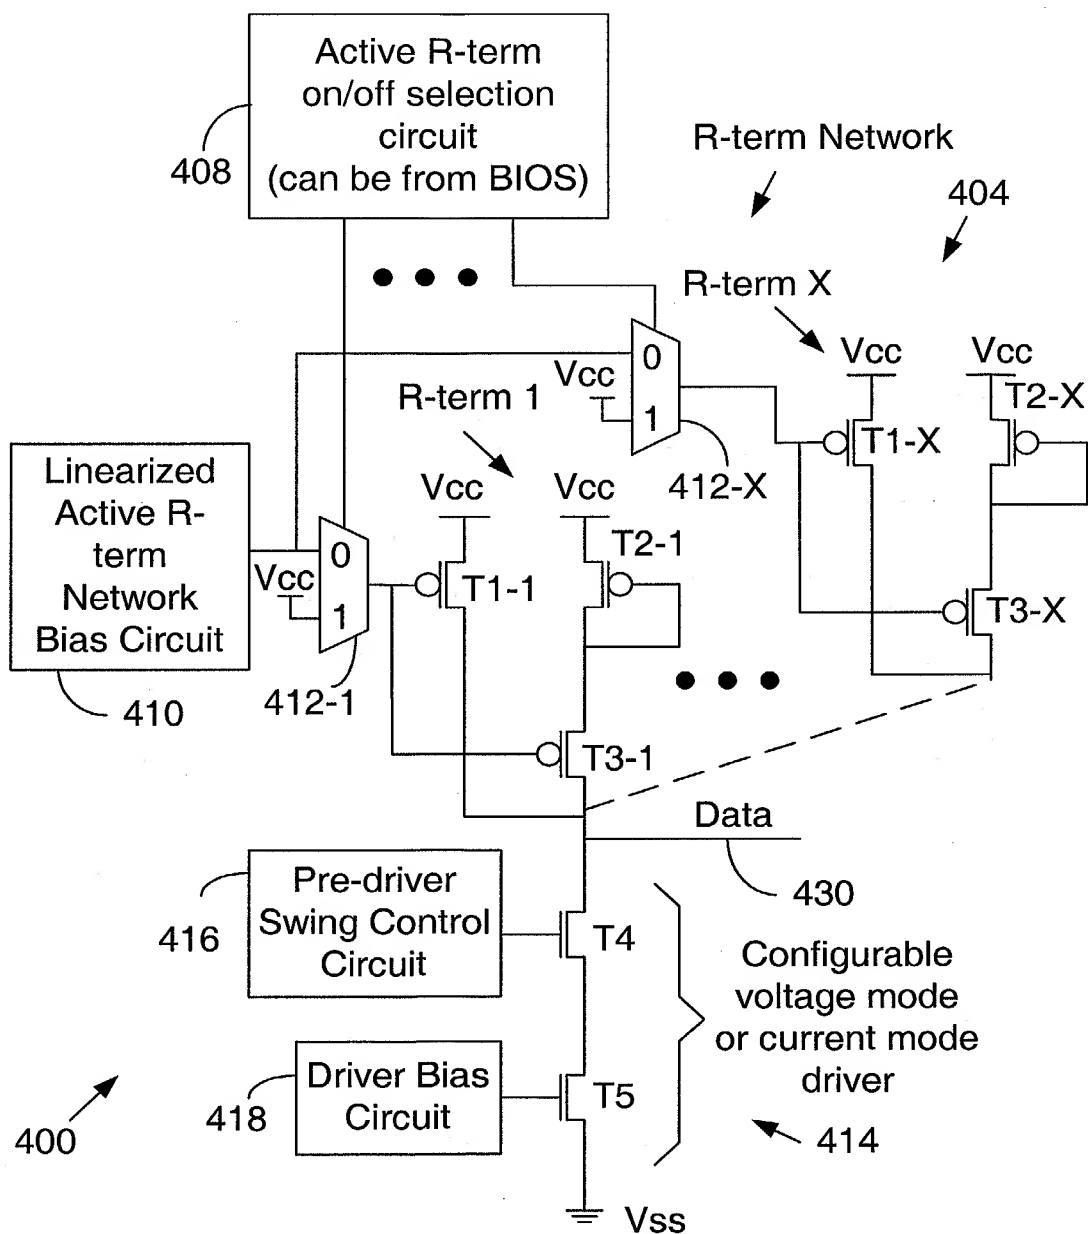 Active R-term
on/off selection
circuit
(can be from BIOS)
408
R-term Network
404
R-term X
Vcc
Vcc
T2-X
T1-X
0
Vcc
1
412-X
R-term 1
T3-X
Linearized
Active R-
term
Network
Bias Circuit
410
0
Vcc
1
412-1
Vcc
Vcc
T2-1
T1-1
T3-1
Data
430
Pre-driver
Swing Control
Circuit
416
T4
Configurable
voltage mode
or current mode
driver
414
Driver Bias
Circuit
418
T5
400
Vss